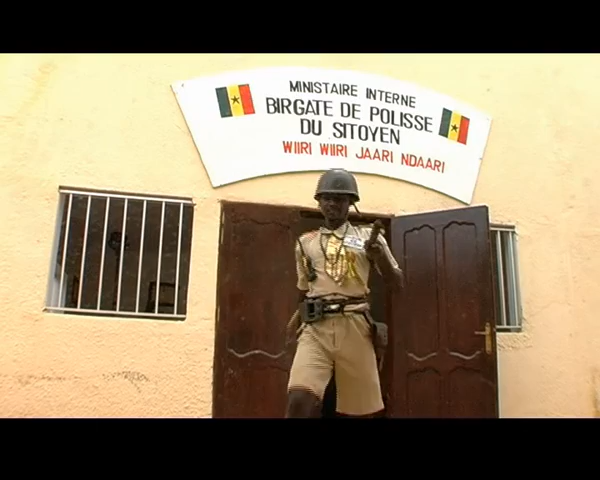 MINISTAIRE INTERNE
BIRGATE DE POLISSE
DU SITOYEN
WIIRI WIIRI JAARI NDAARI